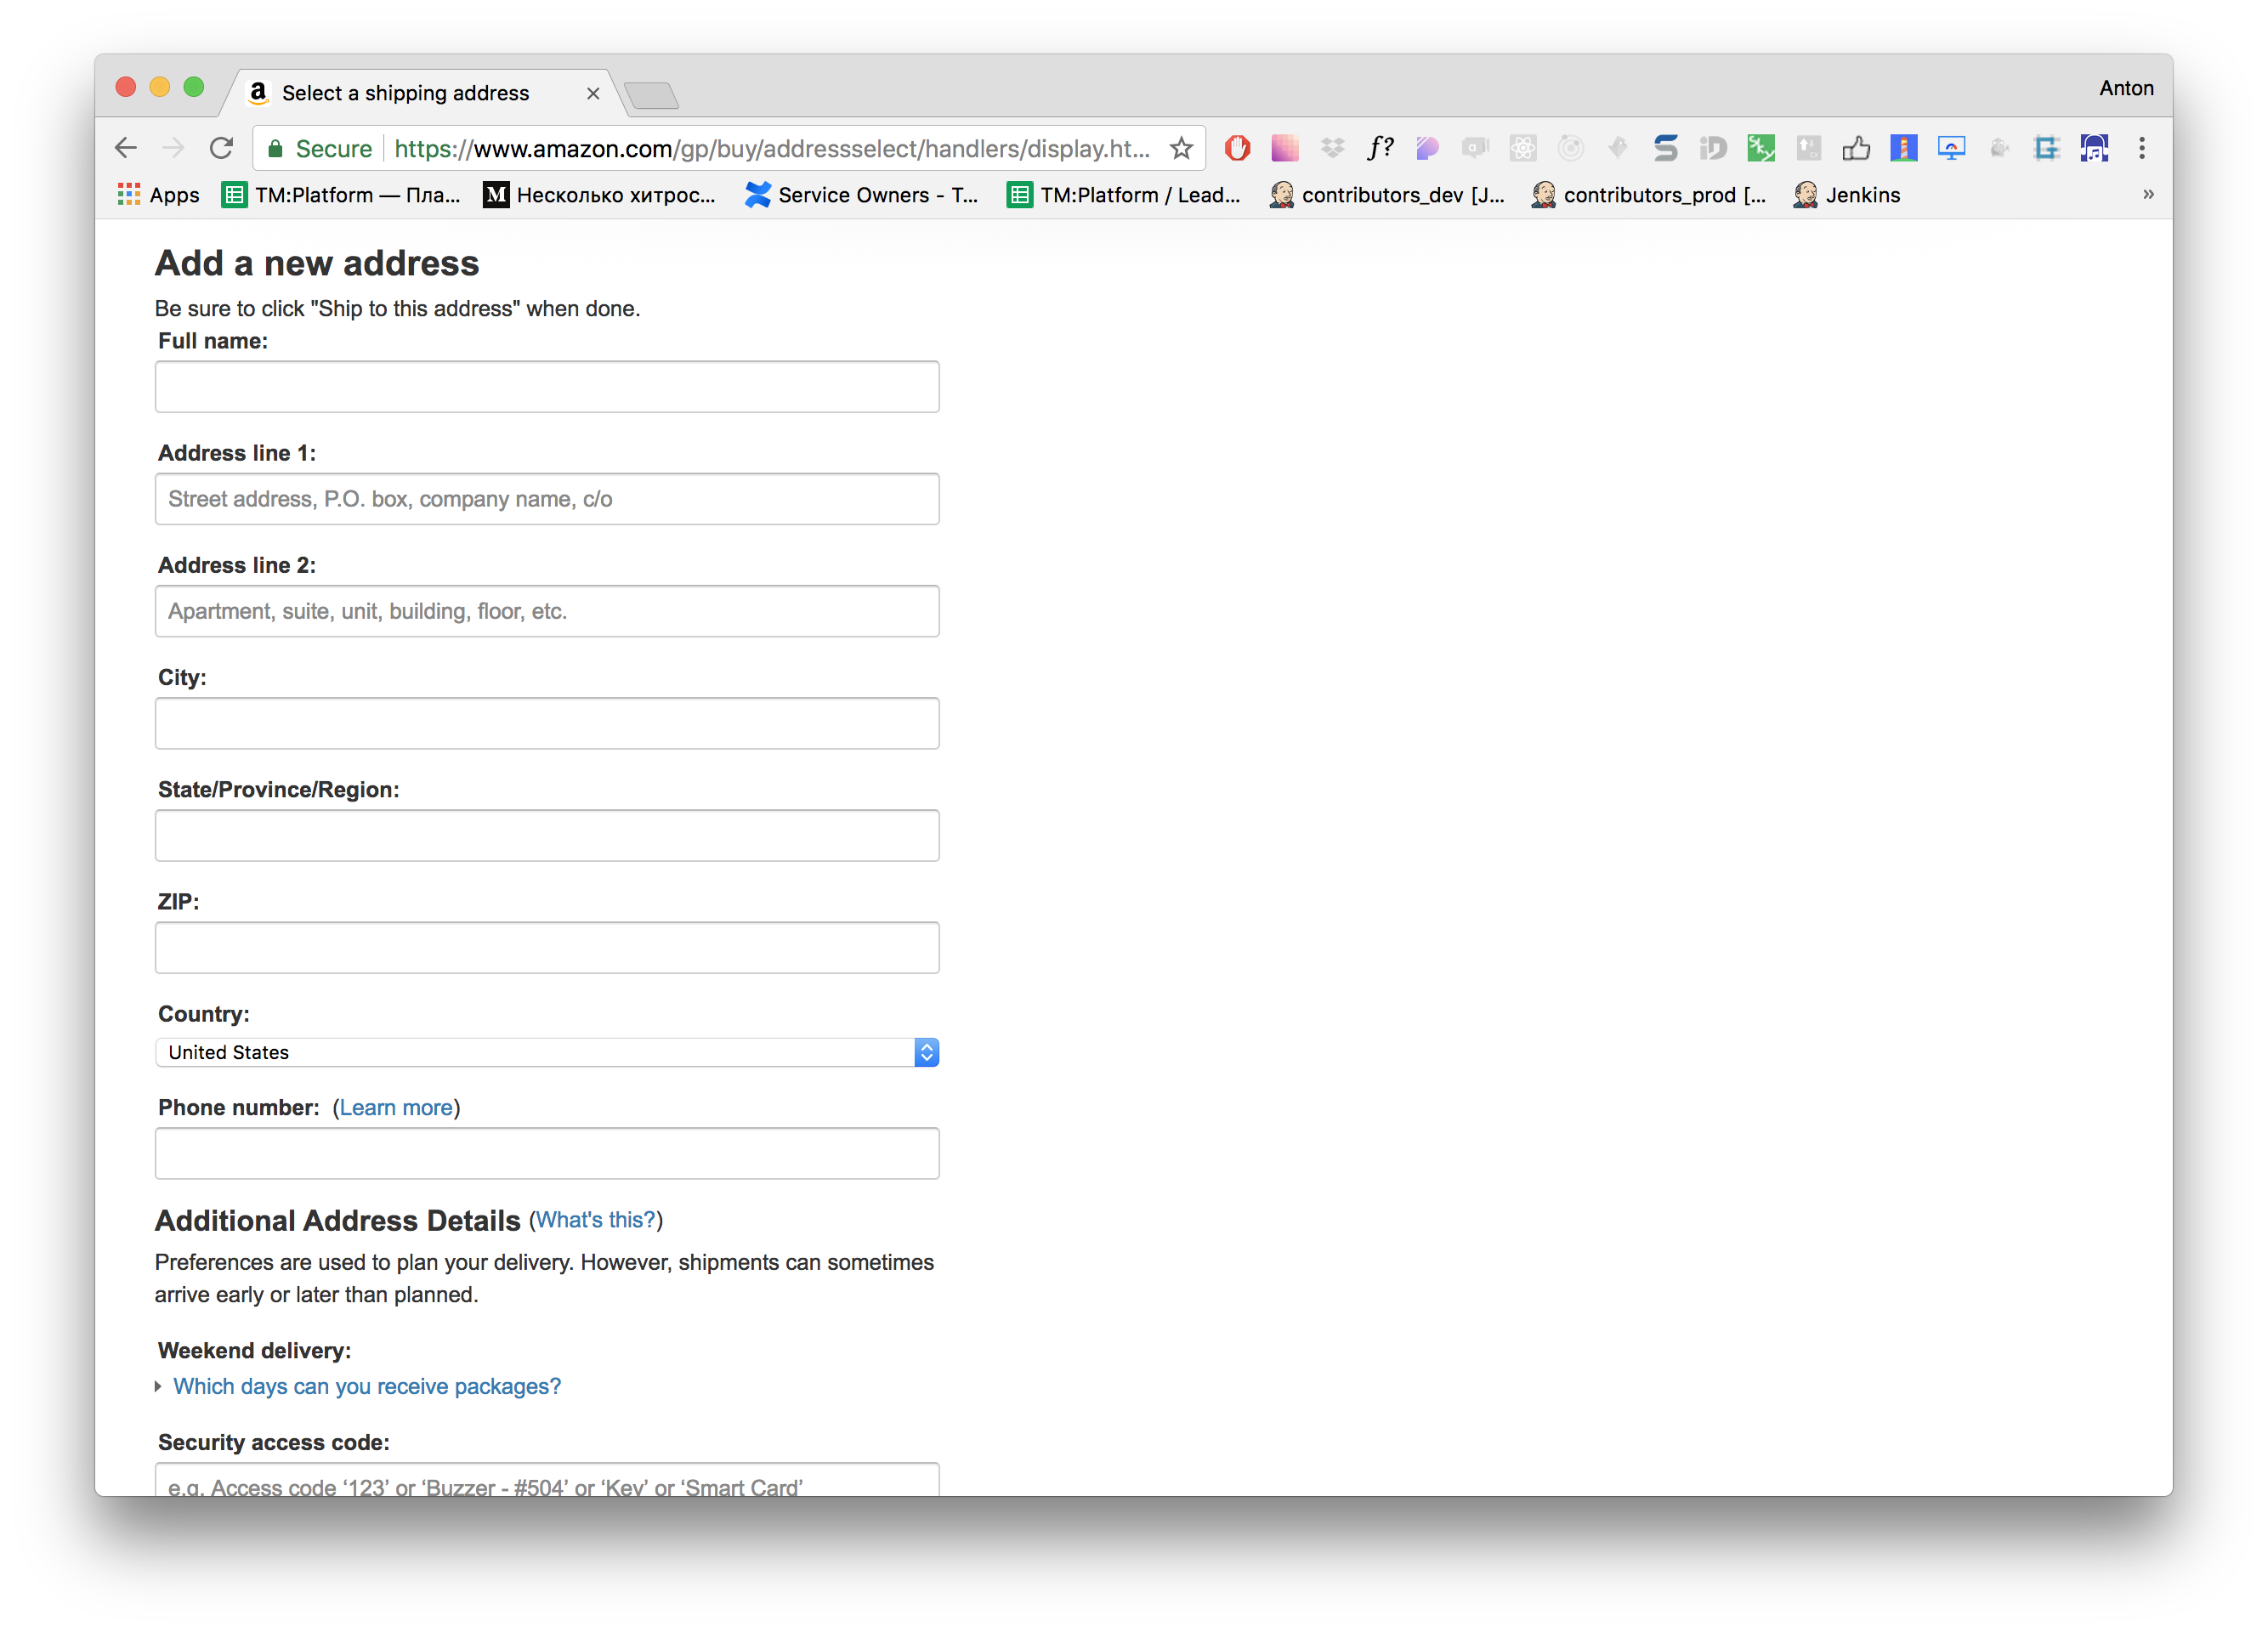 Select a shipping address
Anton
Secure https://www.amazon.com/gp/buy/addressselect/handlers/display.ht...
Apps TM:Platform — Пла... Несколько хитрос... Service Owners - T... TM:Platform / Lead... contributors_dev [J... contributors_prod [... Jenkins »
Add a new address
Be sure to click "Ship to this address" when done.
Full name:
Address line 1:
Street address, P.O. box, company name, c/o
Address line 2:
Apartment, suite, unit, building, floor, etc.
City:
State/Province/Region:
ZIP:
Country:
United States
Phone number: (Learn more)
Additional Address Details (What's this?)
Preferences are used to plan your delivery. However, shipments can sometimes
arrive early or later than planned.
Weekend delivery:
Which days can you receive packages?
Security access code:
e.g. Access code ‘123’ or ‘Buzzer - #504’ or ‘Key’ or ‘Smart Card’